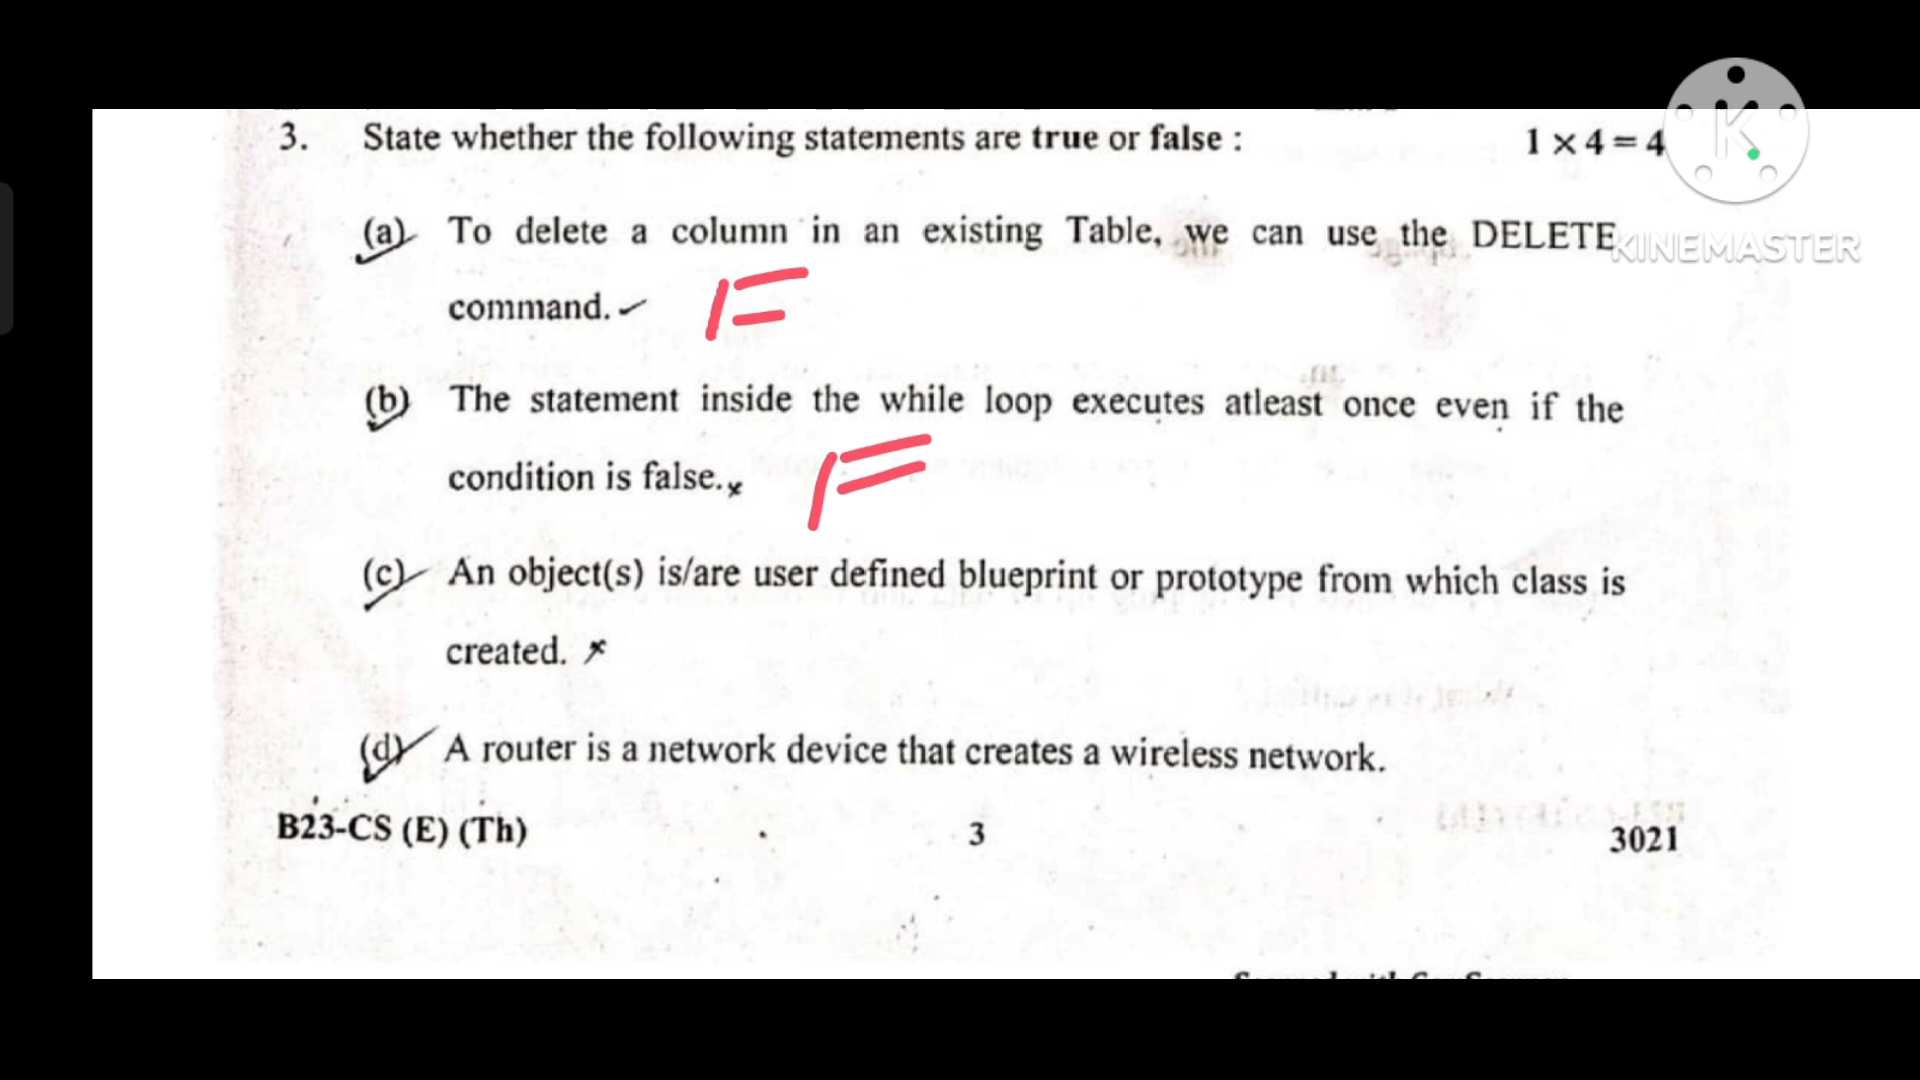 3. State whether the following statements are true or false : 1 × 4 = 4
(a) To delete a column in an existing Table, we can use the DELETE
command.
F
(b) The statement inside the while loop executes atleast once even if the
condition is false.
F
(c) An object(s) is/are user defined blueprint or prototype from which class is
created.
(d) A router is a network device that creates a wireless network.
B23-CS (E) (Th) 3 3021
K
KINEMASTER